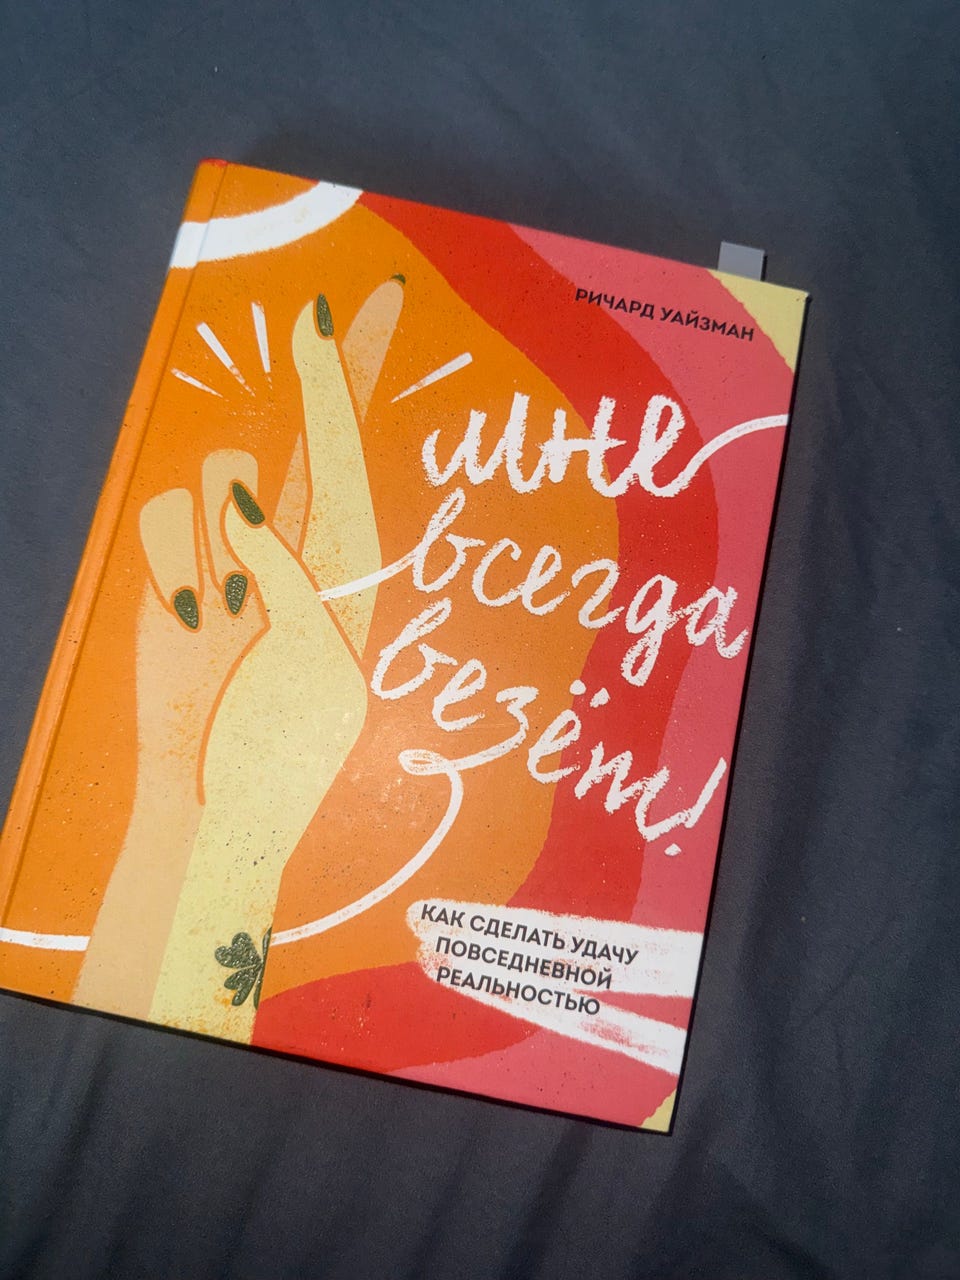 РИЧАРД УАЙЗМАН
мне
всегда
везёт!
КАК СДЕЛАТЬ УДАЧУ
ПОВСЕДНЕВНОЙ
РЕАЛЬНОСТЬЮ